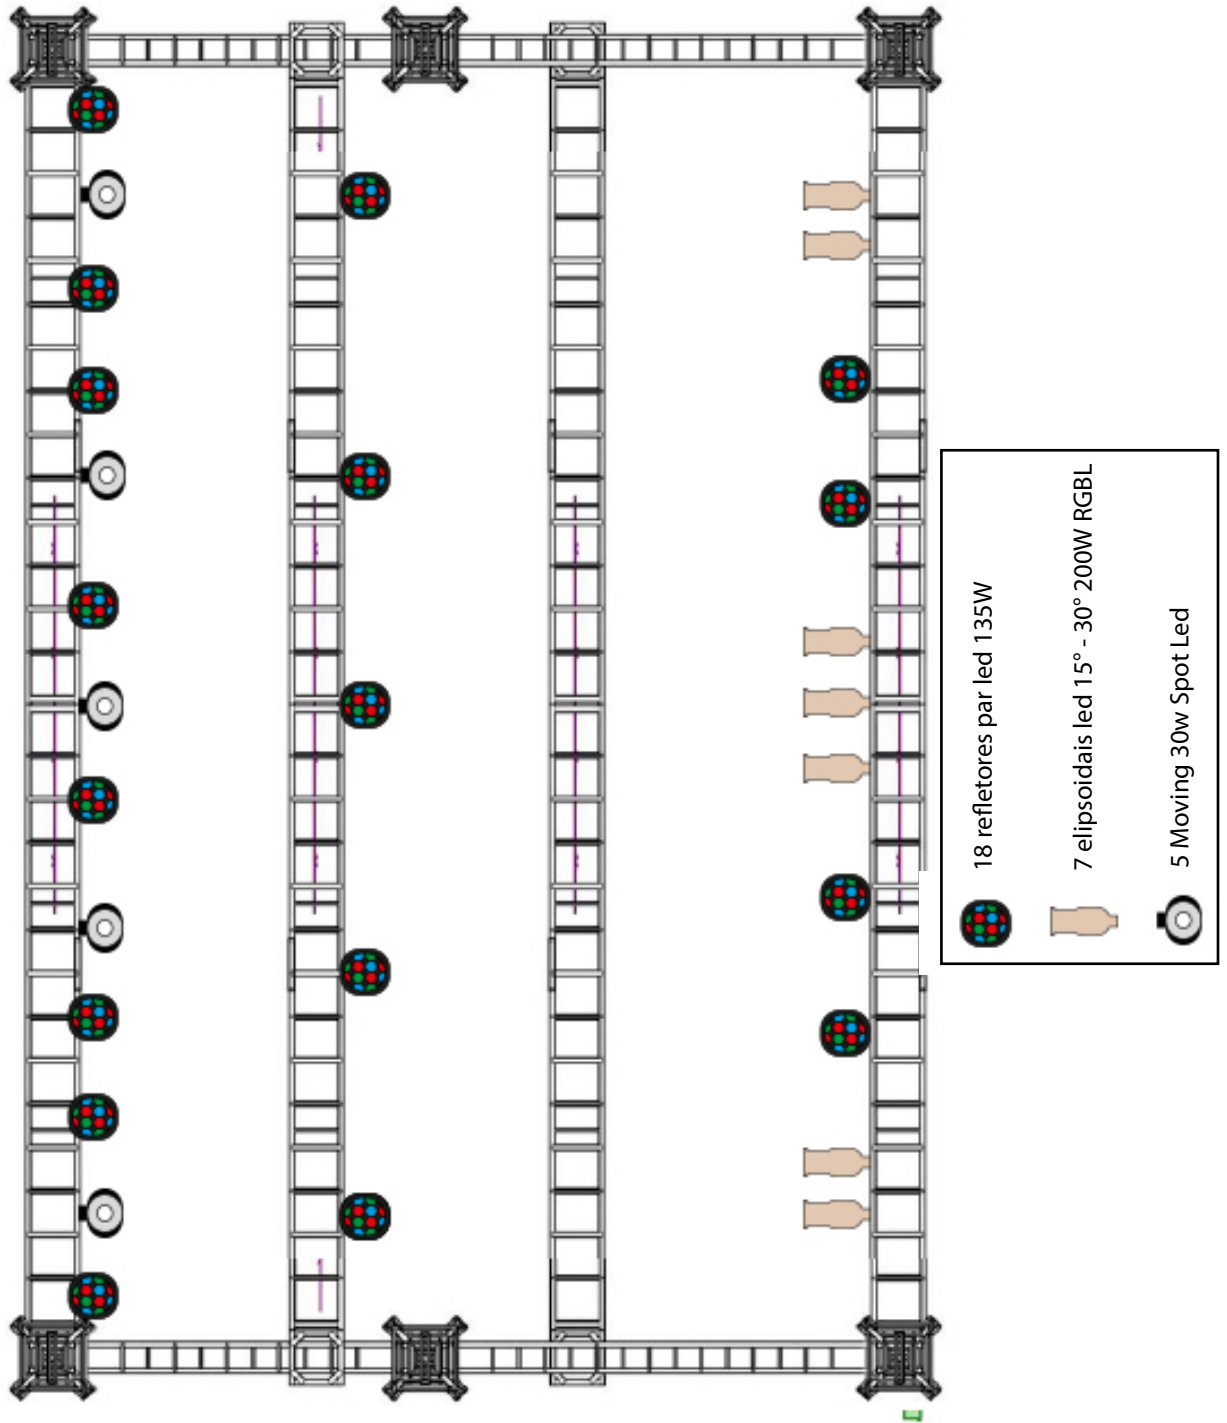 18 refletores par led 135W
7 elipsoidais led 15° - 30° 200W RGBL
5 Moving 30w Spot Led